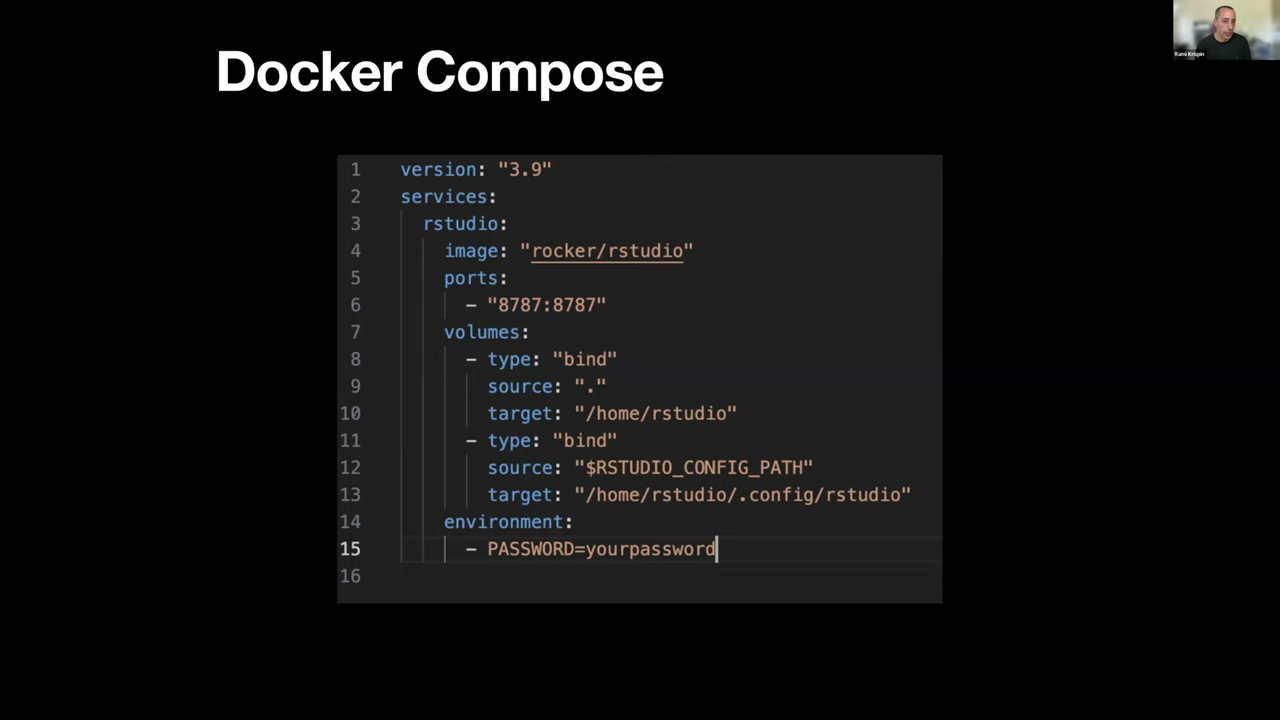 Docker Compose
Rami Krispin
1 version: "3.9"
2 services:
3 rstudio:
4 image: "rocker/rstudio"
5 ports:
6 - "8787:8787"
7 volumes:
8 - type: "bind"
9 source: "."
10 target: "/home/rstudio"
11 - type: "bind"
12 source: "$RSTUDIO_CONFIG_PATH"
13 target: "/home/rstudio/.config/rstudio"
14 environment:
15 - PASSWORD=yourpassword
16